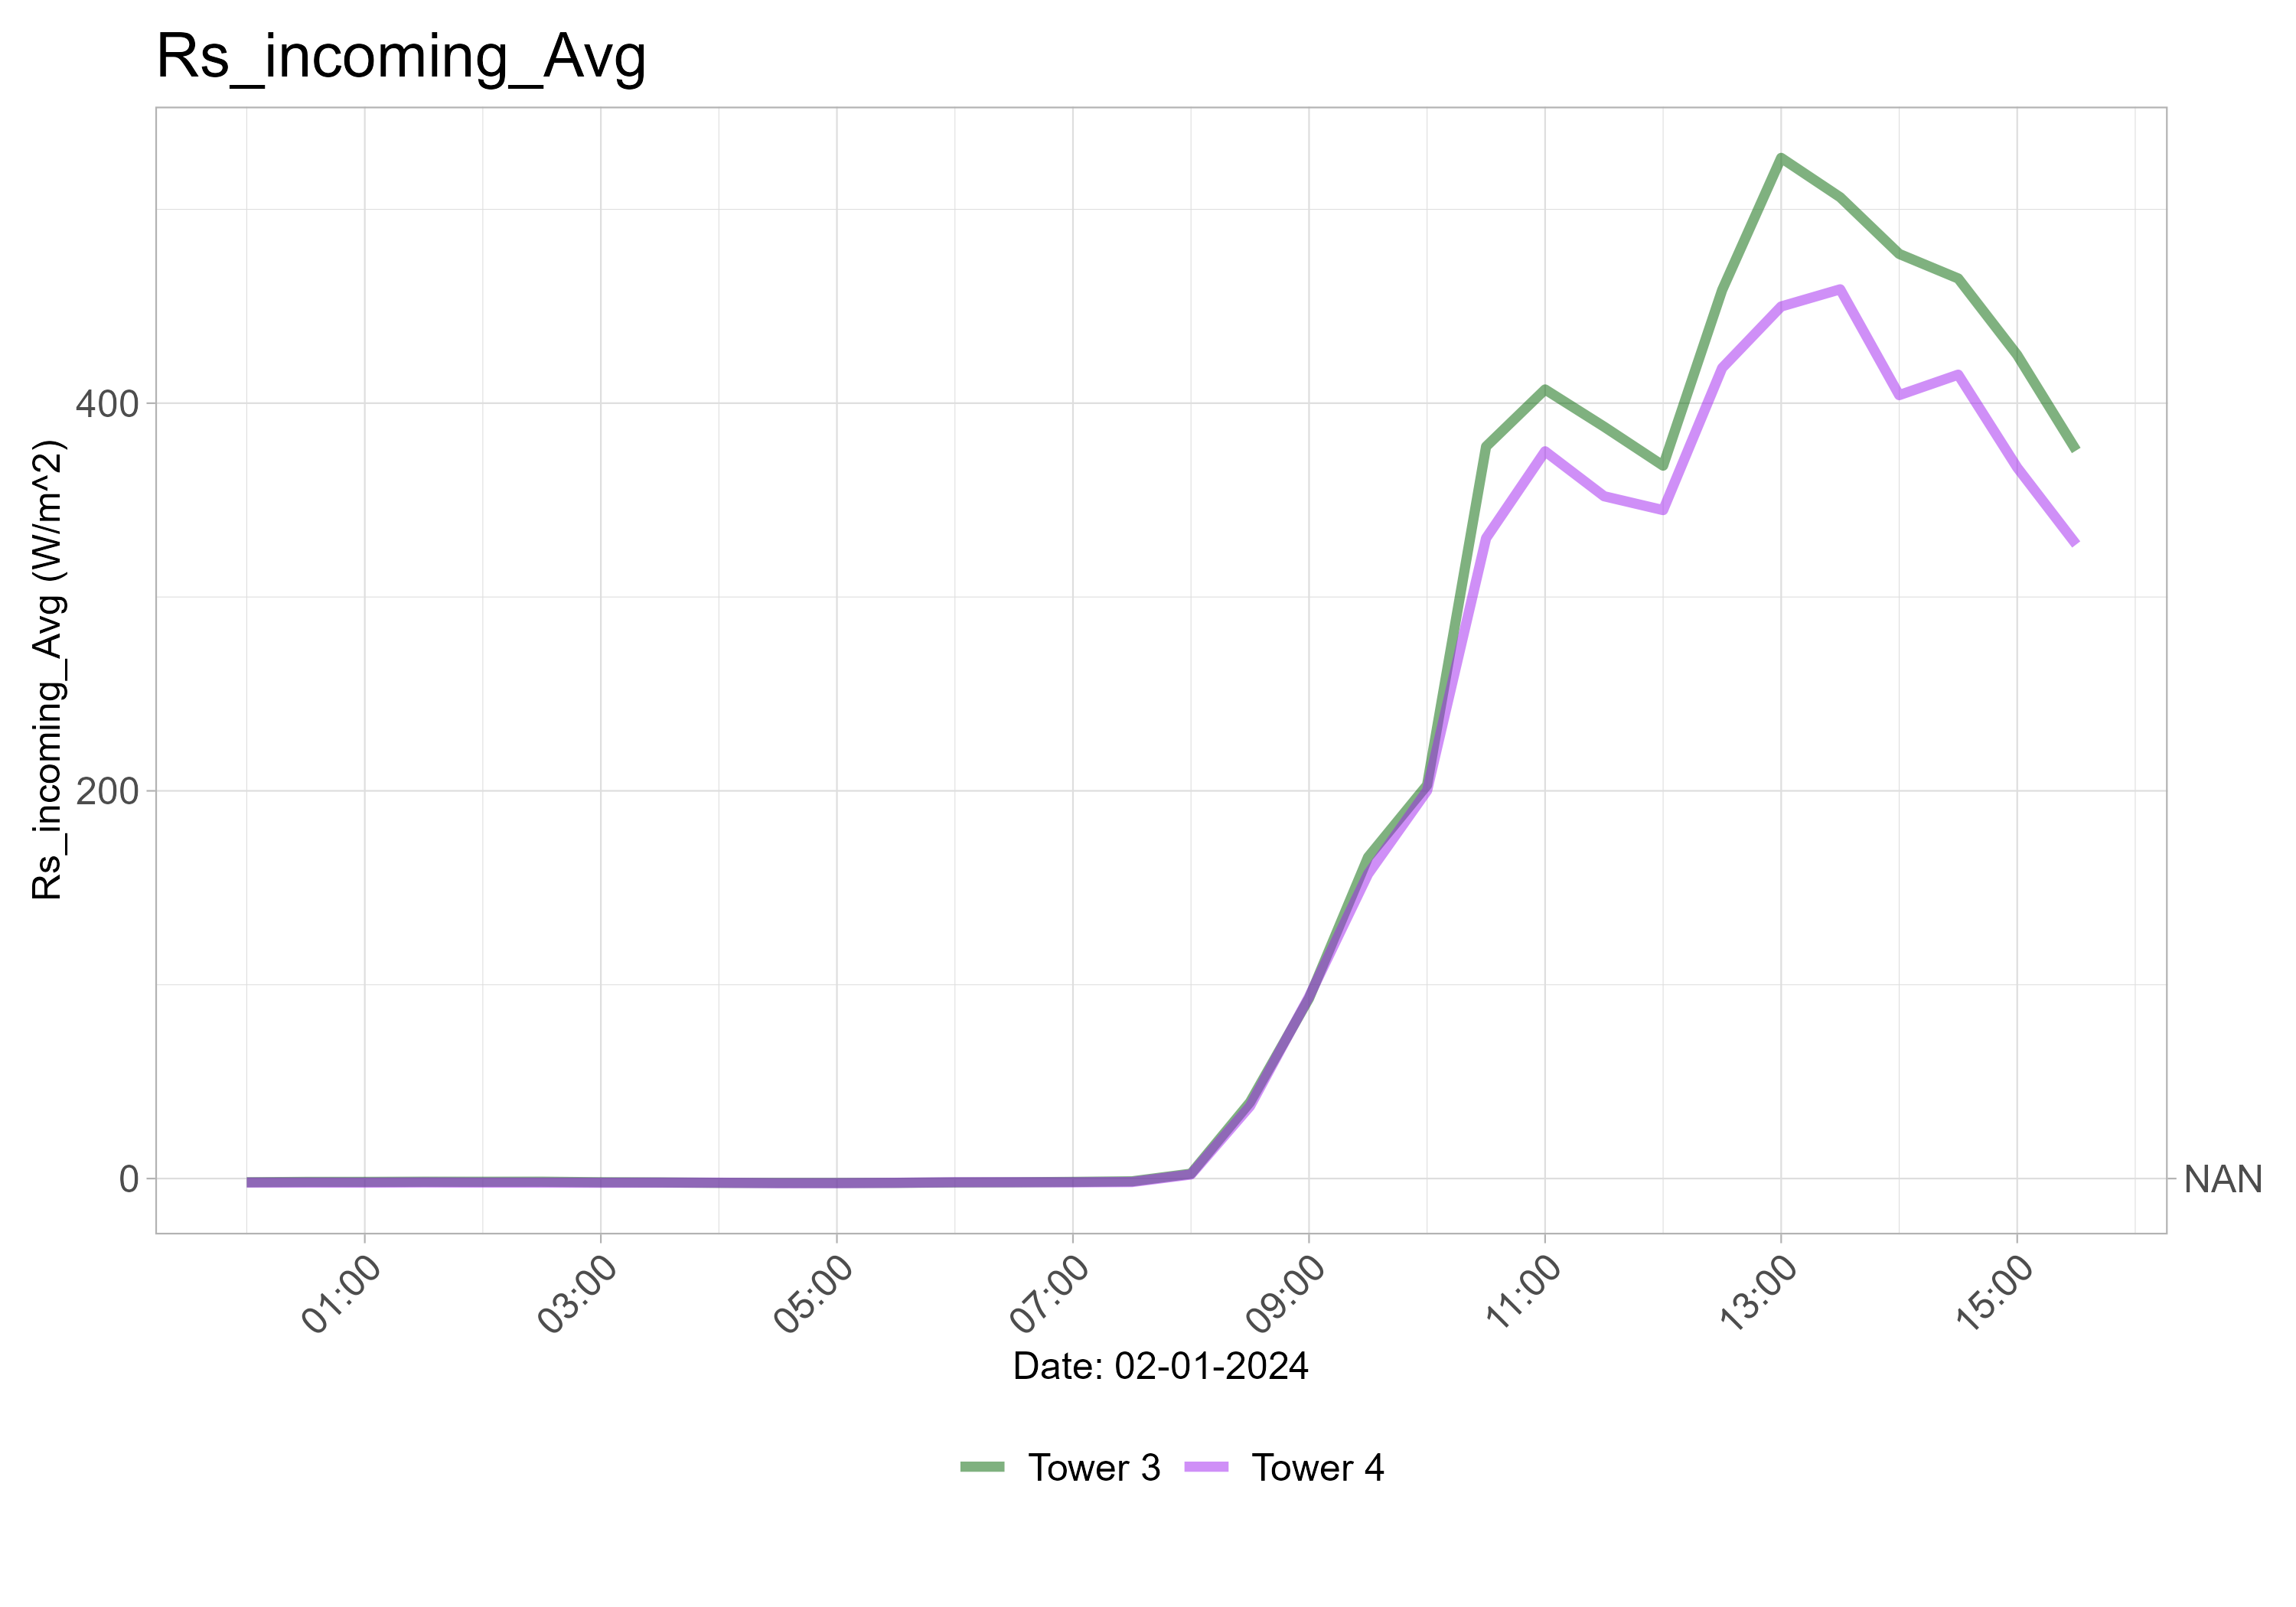 Rs_incoming_Avg
Rs_incoming_Avg (W/m^2)
400
200
0
NAN
01:00
03:00
05:00
07:00
09:00
11:00
13:00
15:00
Date: 02-01-2024
Tower 3
Tower 4